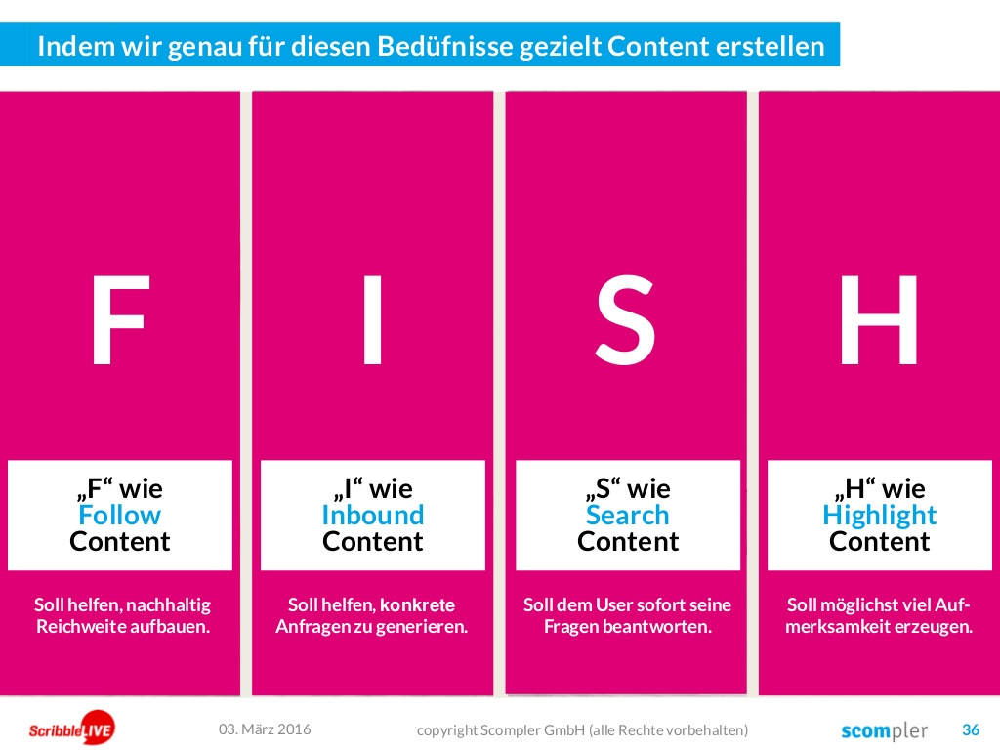 Indem wir genau für diesen Bedüfnisse gezielt Content erstellen
F
I
S
H
„F“ wie
Follow
Content
„I“ wie
Inbound
Content
„S“ wie
Search
Content
„H“ wie
Highlight
Content
Soll helfen, nachhaltig
Reichweite aufbauen.
Soll helfen, konkrete
Anfragen zu generieren.
Soll dem User sofort seine
Fragen beantworten.
Soll möglichst viel Auf-
merksamkeit erzeugen.
ScribbleLIVE
03. März 2016
copyright Scompler GmbH (alle Rechte vorbehalten)
scompler
36